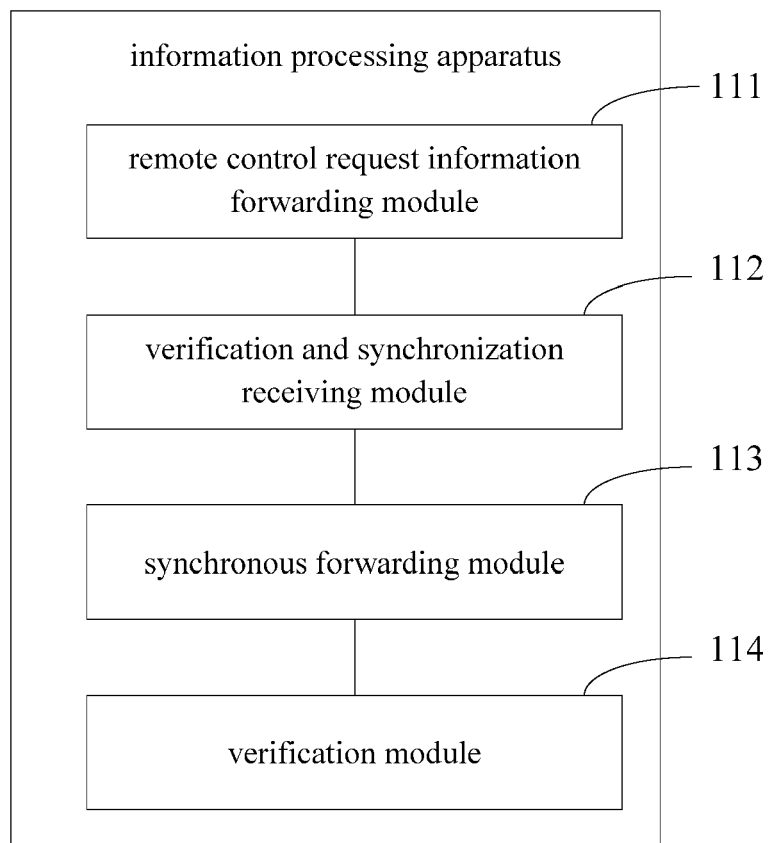 information processing apparatus
111
remote control request information
forwarding module
112
verification and synchronization
receiving module
113
synchronous forwarding module
114
verification module